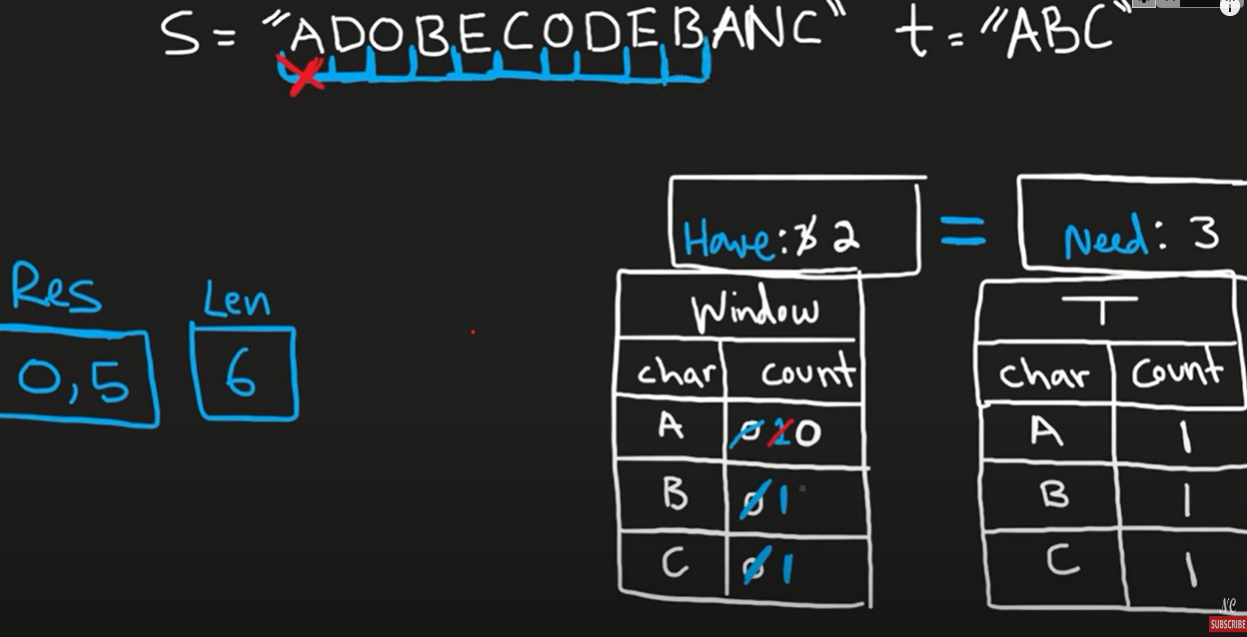 S = "ADOBECODEBANC" t = "ABC"
Have: 3 2 = Need: 3
Res Len
0,5 6
Window T
char count char count
A 0 1 0 A 1
B 0 1 B 1
C 0 1 C 1
NC
SUBSCRIBE